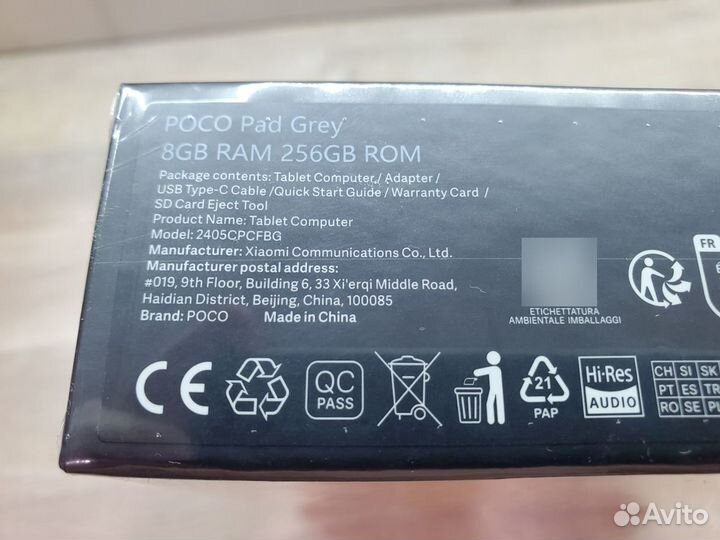 POCO Pad Grey
8GB RAM 256GB ROM
Package contents: Tablet Computer / Adapter /
USB Type-C Cable /Quick Start Guide / Warranty Card /
SD Card Eject Tool
Product Name: Tablet Computer
Model: 2405CPCFBG
Manufacturer: Xiaomi Communications Co., Ltd.
Manufacturer postal address:
#019, 9th Floor, Building 6, 33 Xi'erqi Middle Road,
Haidian District, Beijing, China, 100085
Brand: POCO Made in China
ETICHETTATURA
AMBIENTALE IMBALLAGGI
FR
CE
QC
PASS
21
PAP
Hi-Res
AUDIO
CH SI SK
PT ES TR
RO SE
Avito